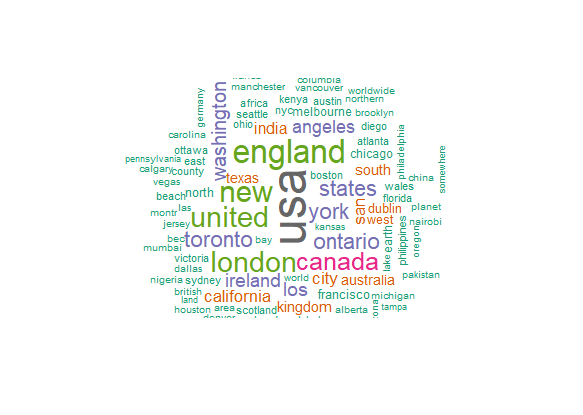 columbia
manchester
vancouver
worldwide
germany
washington
africa
kenya
austin
northern
seattle
nyc
melbourne
brooklyn
ohio
india
angeles
diego
carolina
philadelphia
atlanta
ottawa
england
chicago
somewhere
pennsylvania
east
calgary
county
texas
boston
south
china
vegas
usa
states
wales
beach
north
new
florida
las
san
dublin
planet
montr
united
york
west
nairobi
jersey
kansas
earth
philippines
oregon
toronto
bay
ontario
mumbai
victoria
london
canada
lake
dallas
world
pakistan
nigeria
sydney
ireland
los
city
australia
british
land
california
francisco
michigan
kingdom
houston
area
scotland
alberta
tampa
denver